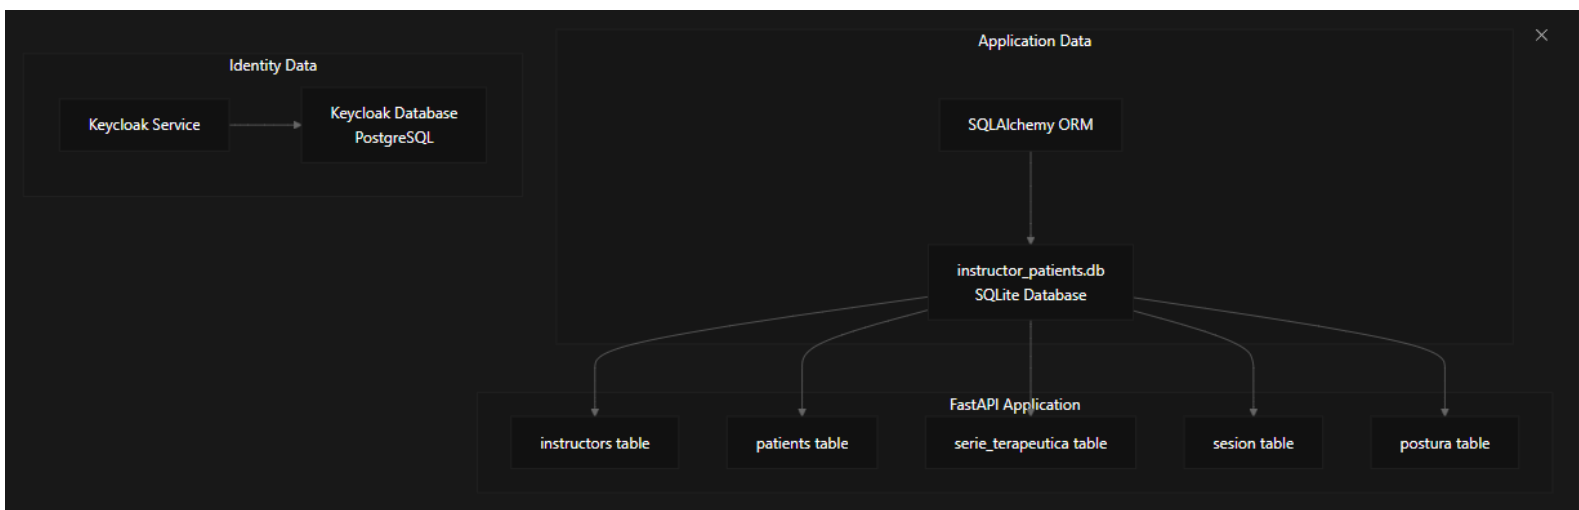 Identity Data
Keycloak Service
Keycloak Database
PostgreSQL
Application Data
SQLAlchemy ORM
instructor_patients.db
SQLite Database
FastAPI Application
instructors table
patients table
serie_terapeutica table
sesion table
postura table